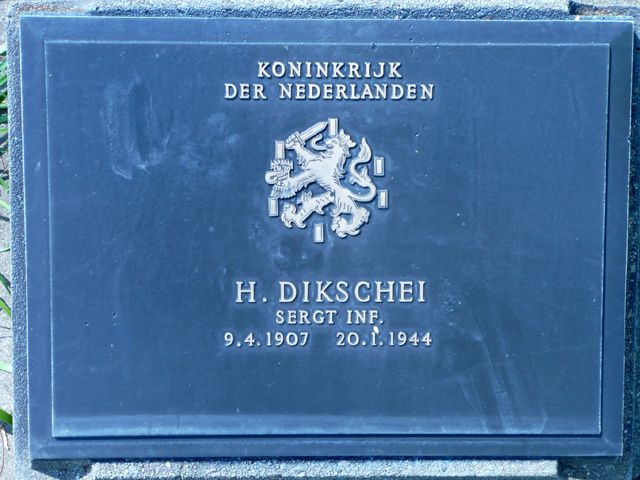 KONINKRIJK
DER NEDERLANDEN
H. DIKSCHEI
SERGT INF.
9.4.1907 20.1.1944